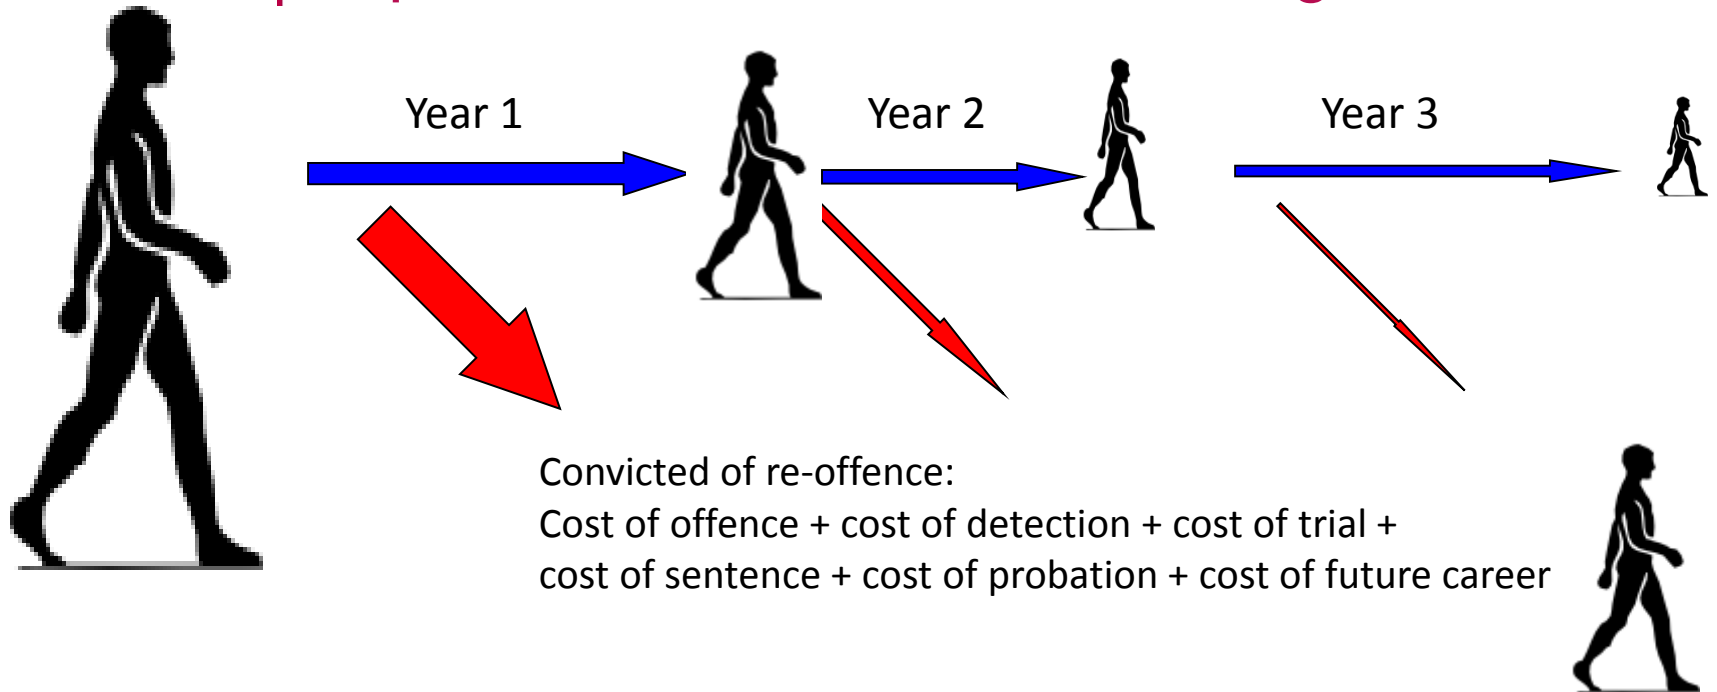 Year 1
Year 2
Year 3
Convicted of re-offence:
Cost of offence + cost of detection + cost of trial +
cost of sentence + cost of probation + cost of future career